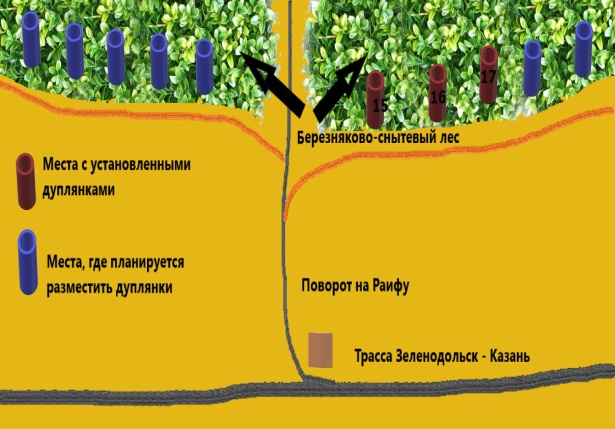 17
16
15
Березняково-снытевый лес
Места с установленными
дуплянками
Места, где планируется
разместить дуплянки
Поворот на Раифу
Трасса Зеленодольск - Казань